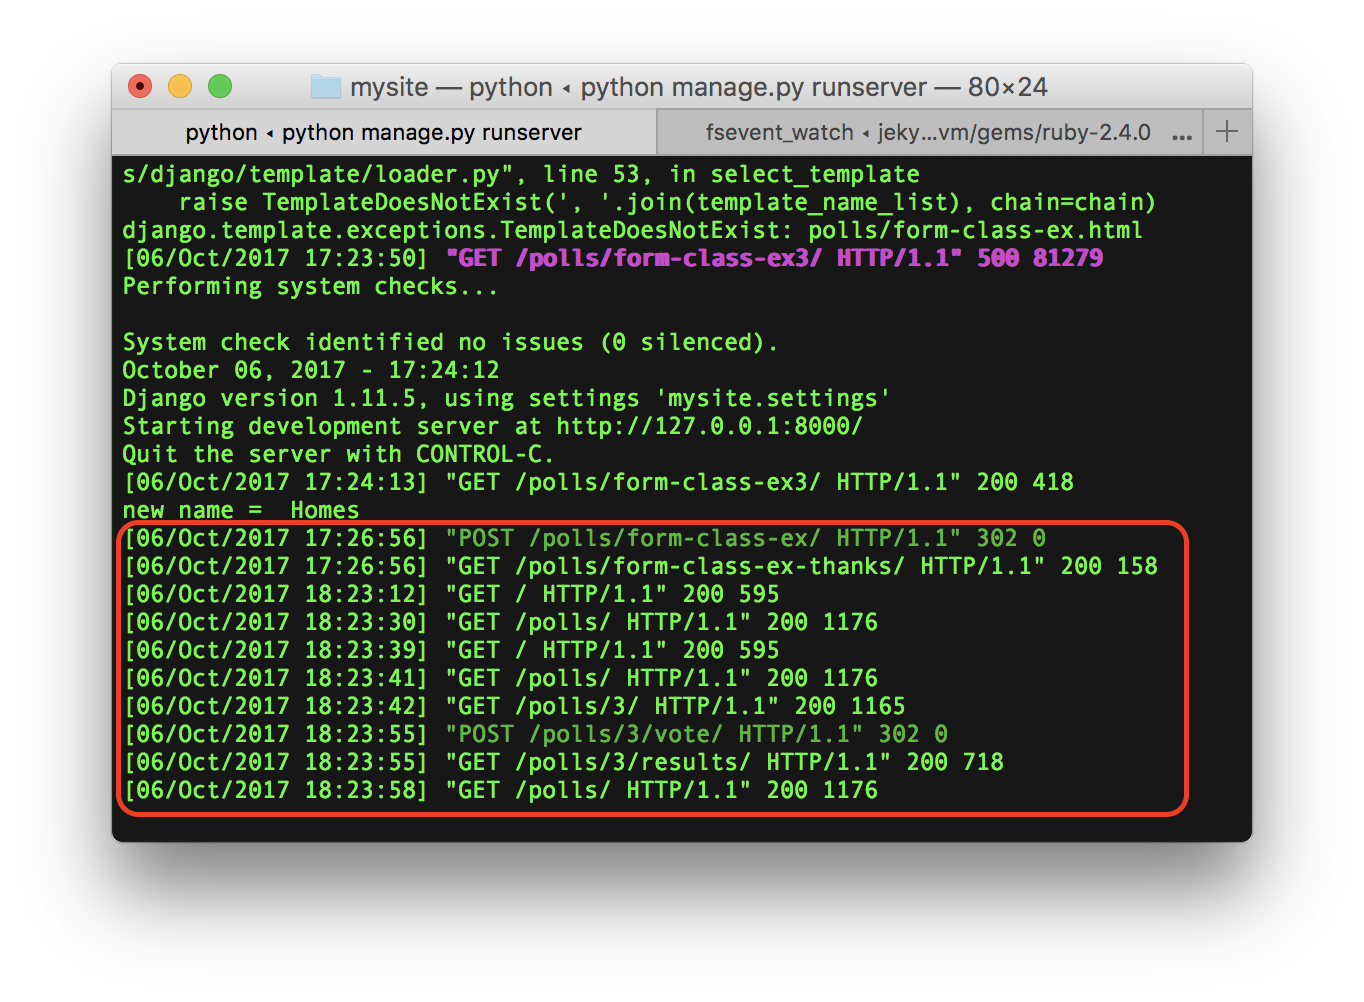 mysite — python ◂ python manage.py runserver — 80×24
python ◂ python manage.py runserver
fsevent_watch ◂ jeky...vm/gems/ruby-2.4.0 ... +
s/django/template/loader.py", line 53, in select_template
    raise TemplateDoesNotExist(', '.join(template_name_list), chain=chain)
django.template.exceptions.TemplateDoesNotExist: polls/form-class-ex.html
[06/Oct/2017 17:23:50] "GET /polls/form-class-ex3/ HTTP/1.1" 500 81279
Performing system checks...
System check identified no issues (0 silenced).
October 06, 2017 - 17:24:12
Django version 1.11.5, using settings 'mysite.settings'
Starting development server at http://127.0.0.1:8000/
Quit the server with CONTROL-C.
[06/Oct/2017 17:24:13] "GET /polls/form-class-ex3/ HTTP/1.1" 200 418
new name =  Homes
[06/Oct/2017 17:26:56] "POST /polls/form-class-ex/ HTTP/1.1" 302 0
[06/Oct/2017 17:26:56] "GET /polls/form-class-ex-thanks/ HTTP/1.1" 200 158
[06/Oct/2017 18:23:12] "GET / HTTP/1.1" 200 595
[06/Oct/2017 18:23:30] "GET /polls/ HTTP/1.1" 200 1176
[06/Oct/2017 18:23:39] "GET / HTTP/1.1" 200 595
[06/Oct/2017 18:23:41] "GET /polls/ HTTP/1.1" 200 1176
[06/Oct/2017 18:23:42] "GET /polls/3/ HTTP/1.1" 200 1165
[06/Oct/2017 18:23:55] "POST /polls/3/vote/ HTTP/1.1" 302 0
[06/Oct/2017 18:23:55] "GET /polls/3/results/ HTTP/1.1" 200 718
[06/Oct/2017 18:23:58] "GET /polls/ HTTP/1.1" 200 1176